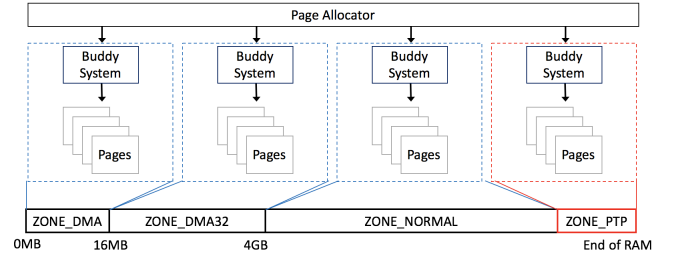 Page Allocator
Buddy
System
Buddy
System
Buddy
System
Buddy
System
Pages
Pages
Pages
Pages
ZONE_DMA
ZONE_DMA32
ZONE_NORMAL
ZONE_PTP
0MB
16MB
4GB
End of RAM